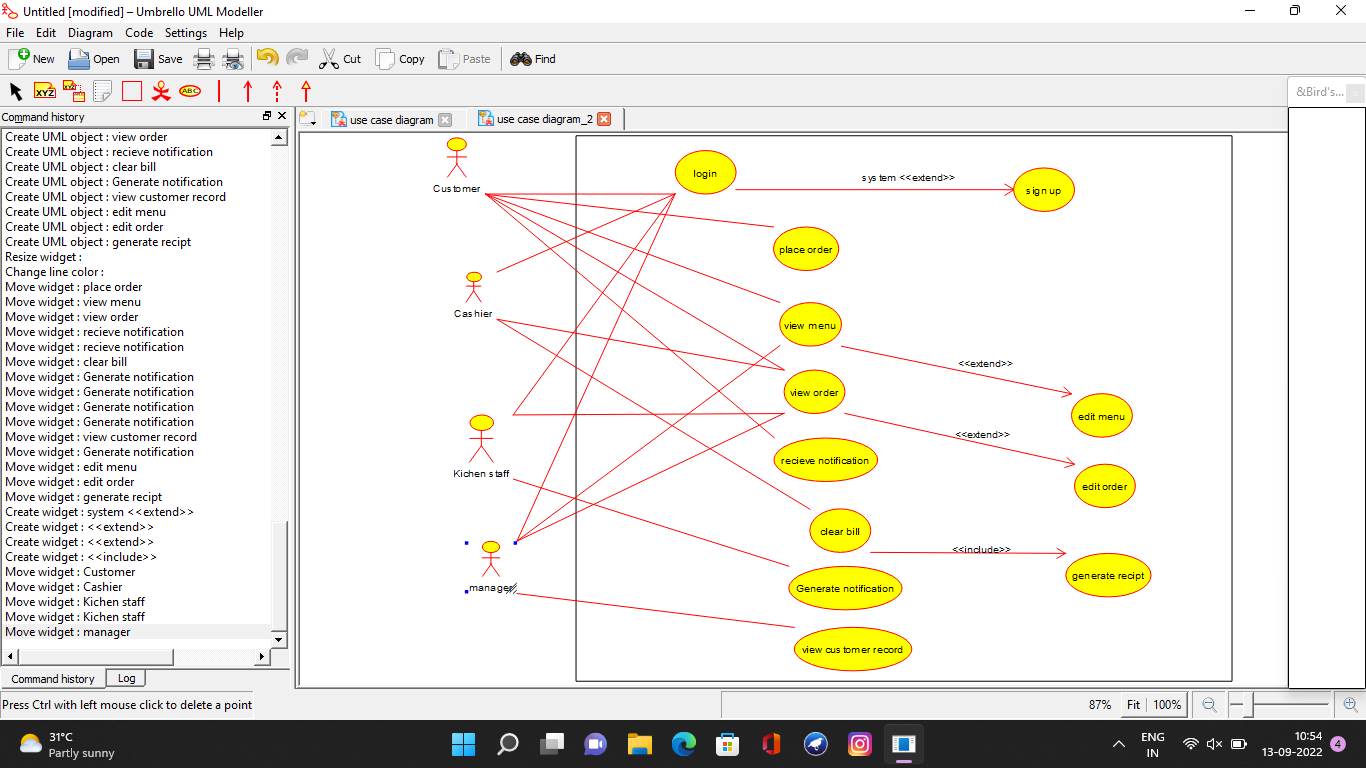 Untitled [modified] – Umbrello UML Modeller
File Edit Diagram Code Settings Help
New Open Save Cut Copy Paste Find
XYZ XYZ ABC
&Bird's...
Command history
use case diagram
use case diagram_2
Create UML object : view order
Create UML object : recieve notification
Create UML object : clear bill
Create UML object : Generate notification
Create UML object : view customer record
Create UML object : edit menu
Create UML object : edit order
Create UML object : generate recipt
Resize widget :
Change line color :
Move widget : place order
Move widget : view menu
Move widget : view order
Move widget : recieve notification
Move widget : recieve notification
Move widget : clear bill
Move widget : Generate notification
Move widget : Generate notification
Move widget : Generate notification
Move widget : Generate notification
Move widget : view customer record
Move widget : Generate notification
Move widget : edit menu
Move widget : edit order
Move widget : generate recipt
Create widget : system <<extend>>
Create widget : <<extend>>
Create widget : <<extend>>
Create widget : <<include>>
Move widget : Customer
Move widget : Cashier
Move widget : Kichen staff
Move widget : Kichen staff
Move widget : manager
Command history
Log
Customer
login
system <<extend>>
sign up
place order
Cashier
view menu
<<extend>>
view order
edit menu
<<extend>>
Kichen staff
recieve notification
edit order
clear bill
<<include>>
manager
Generate notification
generate recipt
view customer record
Press Ctrl with left mouse click to delete a point
87%
Fit
100%
31°C
Partly sunny
ENG
IN
10:54
13-09-2022
4